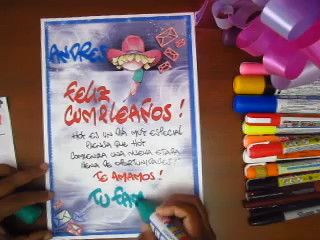 ANDRES
FELIZ
CUMPLEAÑOS!
HOY ES UN DÍA MUY ESPECIAL
PIENSA QUE HOY
COMIENZA UNA NUEVA ETAPA
LLENA DE OPORTUNIDADES!!
TE AMAMOS!
TU FAM